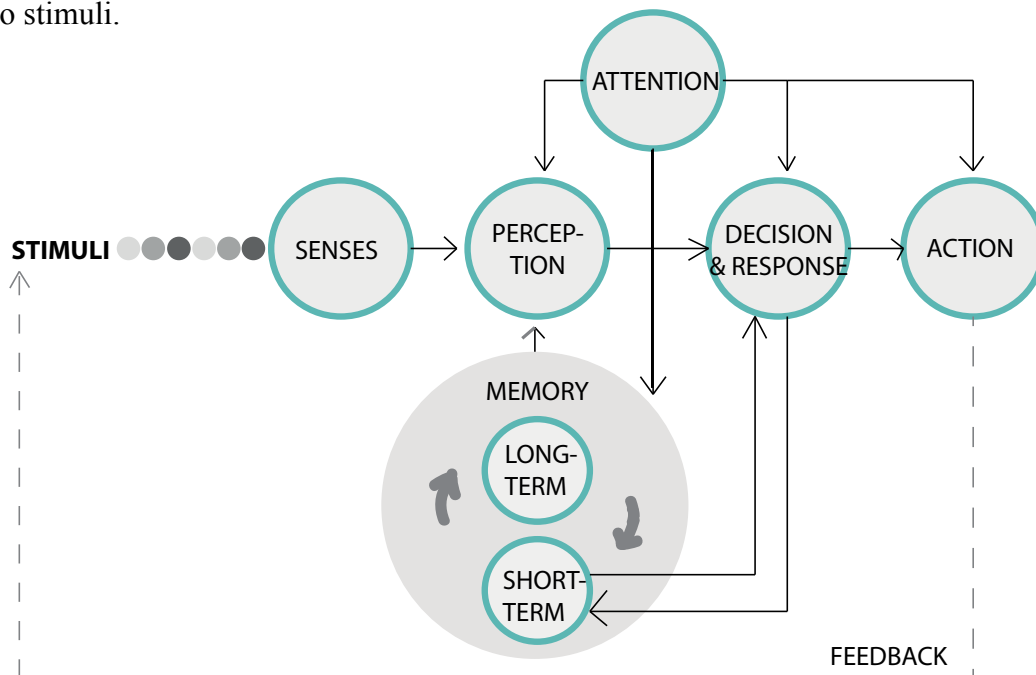 o stimuli.
ATTENTION
STIMULI
SENSES
PERCEP-
TION
DECISION
& RESPONSE
ACTION
MEMORY
LONG-
TERM
SHORT-
TERM
FEEDBACK